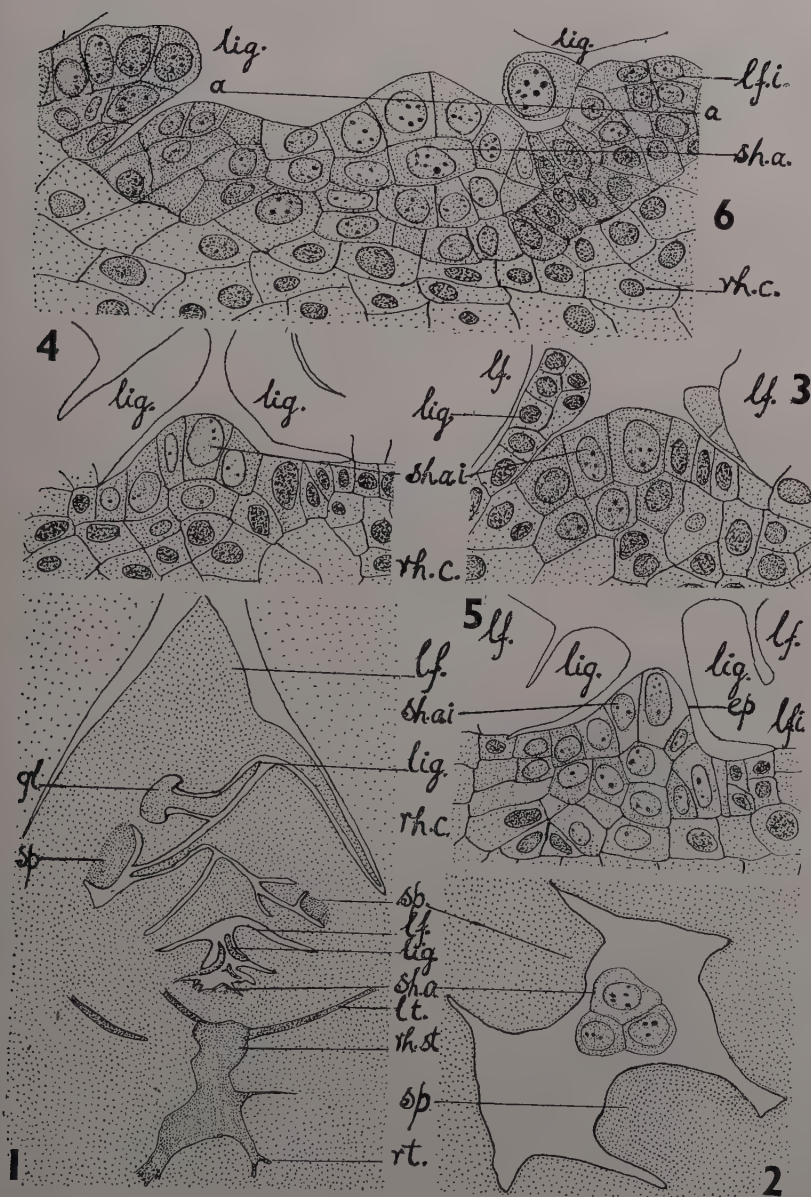 lig.
lig.
lf.i.
a
a
sh.a.
6
rh.c.
4
lig.
lig.
lf.
lf.
3
lig.
sh.a.i
rh.c.
5
lf.
lig.
lig.
lf.
lf.
sh.a.i
ep
lf.i.
gl.
lig.
rh.c.
sp
sp.
lf.
lig
sh.a
l.t.
rh.st
sp
rt.
1
2